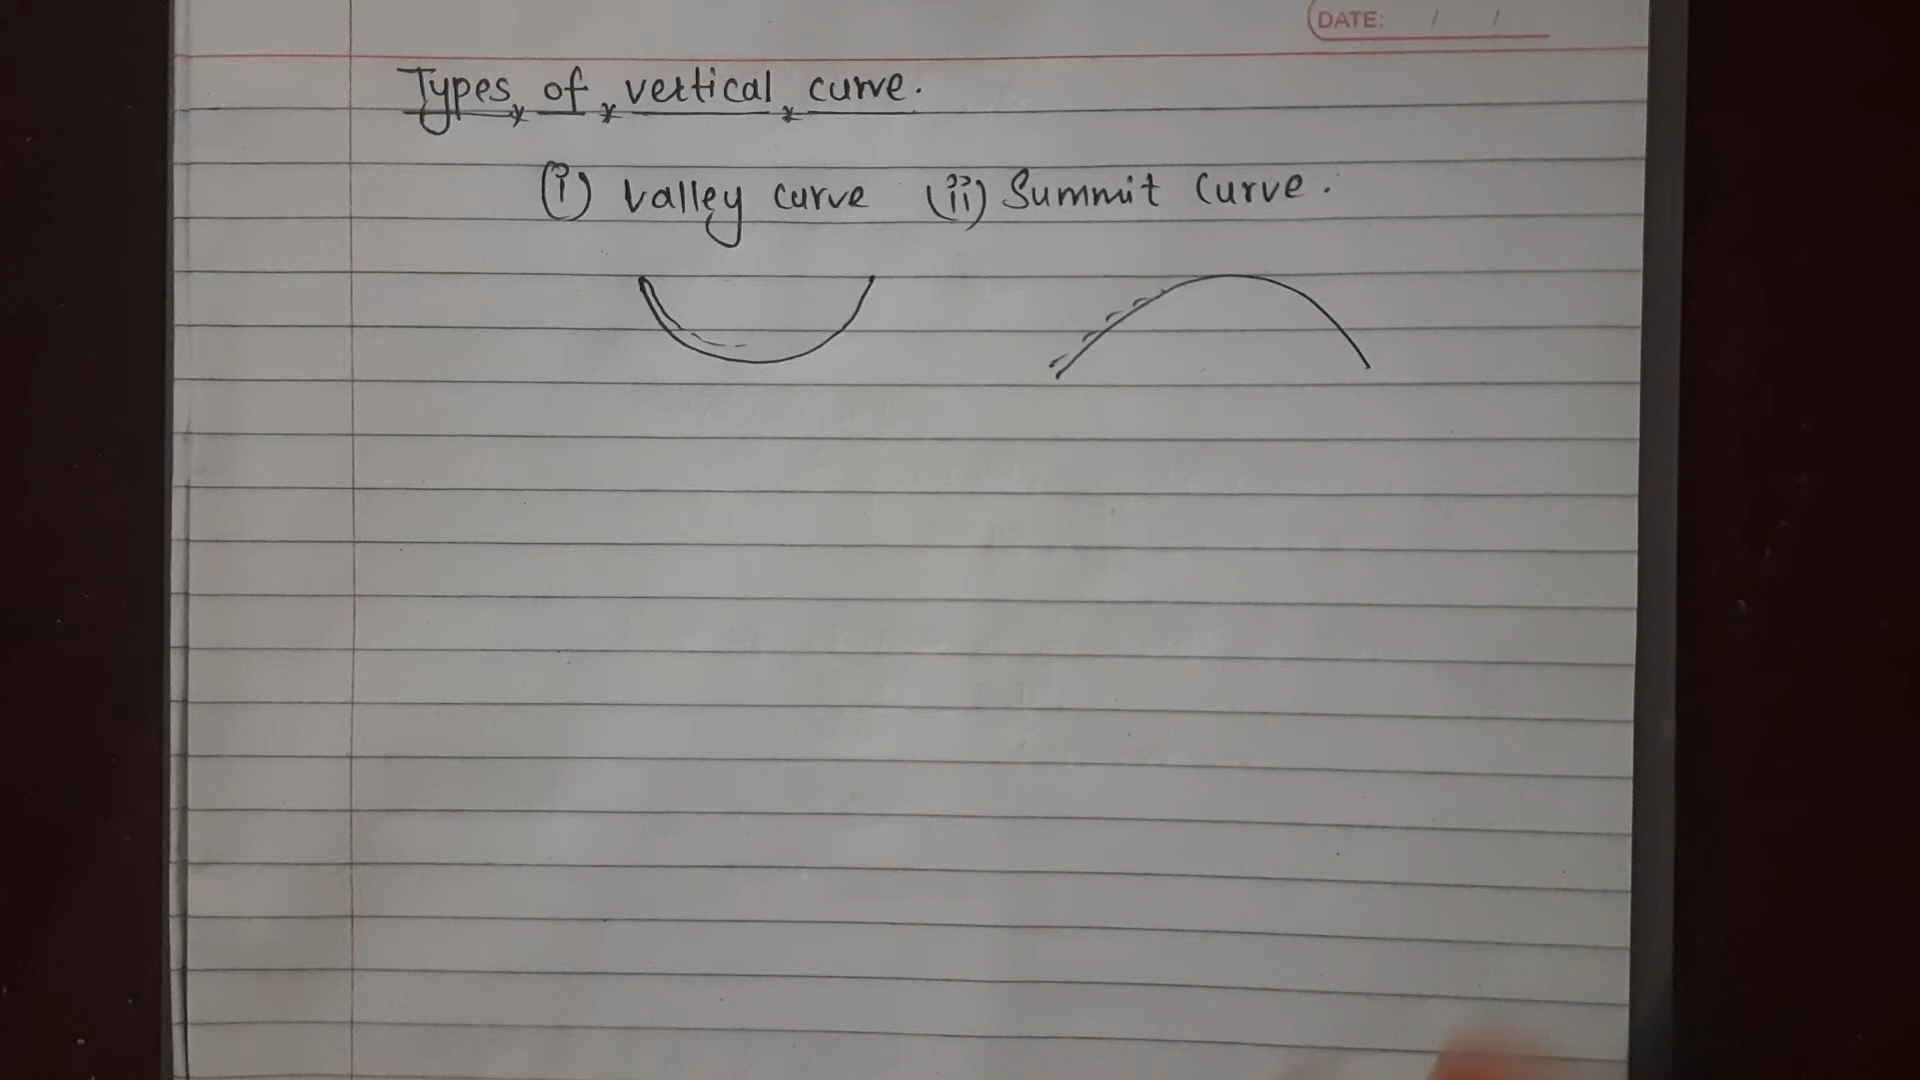 DATE: / /
Types of vertical curve.
(i) valley curve (ii) Summit Curve.